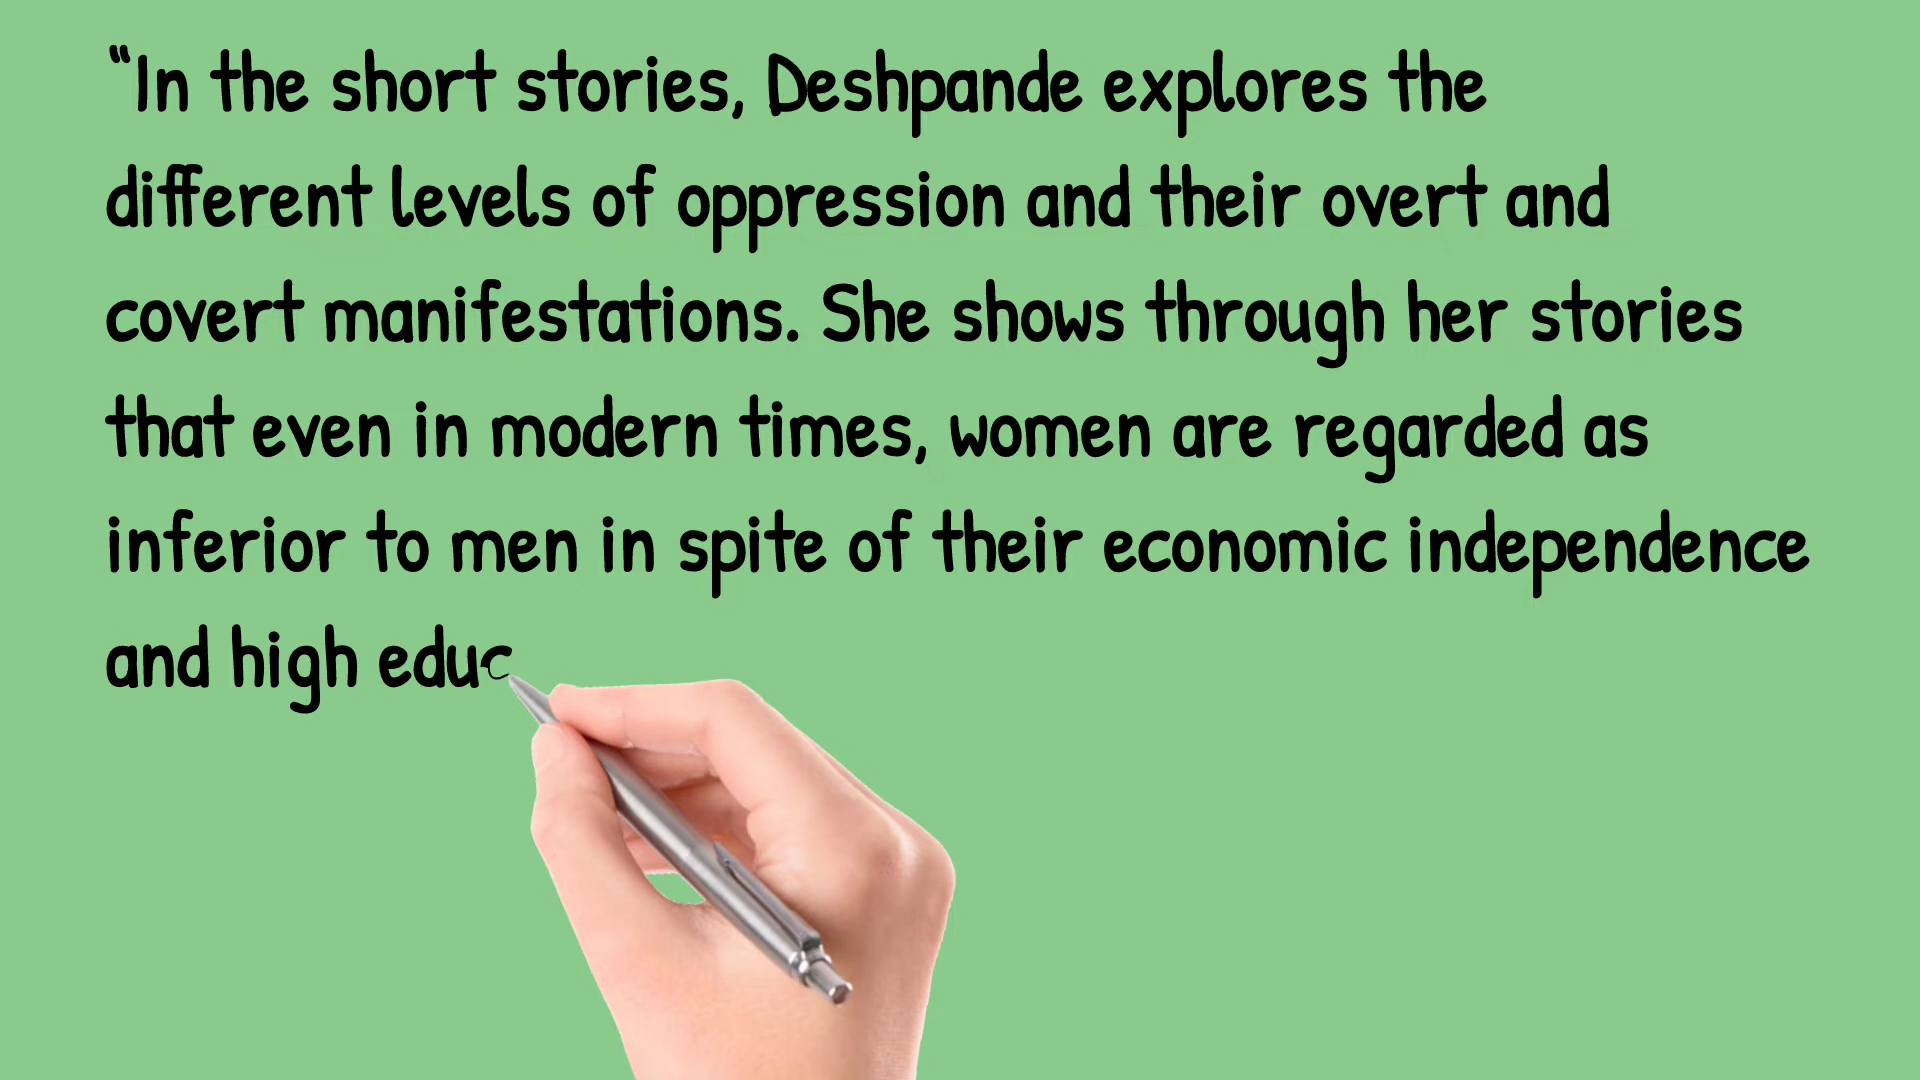 “In the short stories, Deshpande explores the
different levels of oppression and their overt and
covert manifestations. She shows through her stories
that even in modern times, women are regarded as
inferior to men in spite of their economic independence
and high educ